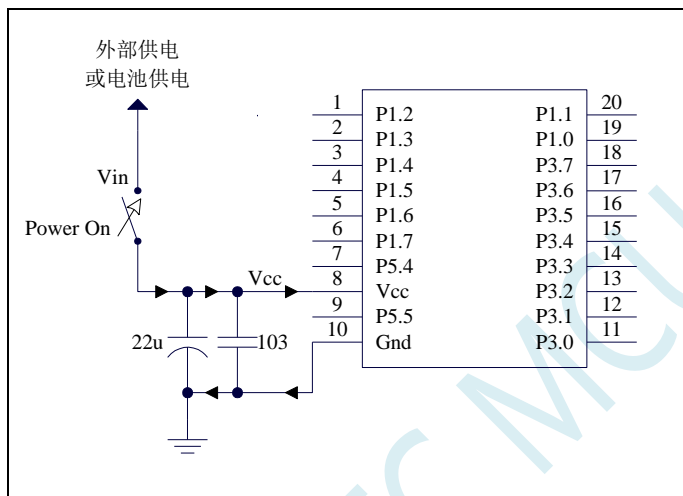 外部供电
或电池供电
Vin
Power On
Vcc
22u
103
1 P1.2 P1.1 20
2 P1.3 P1.0 19
3 P1.4 P3.7 18
4 P1.5 P3.6 17
5 P1.6 P3.5 16
6 P1.7 P3.4 15
7 P5.4 P3.3 14
8 Vcc P3.2 13
9 P5.5 P3.1 12
10 Gnd P3.0 11
MCU